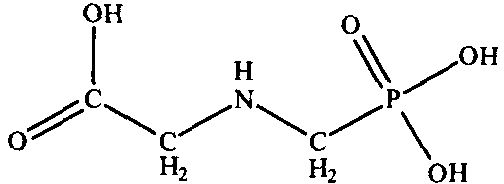 OH O
H OH
C N P
O C C OH
H2 H2